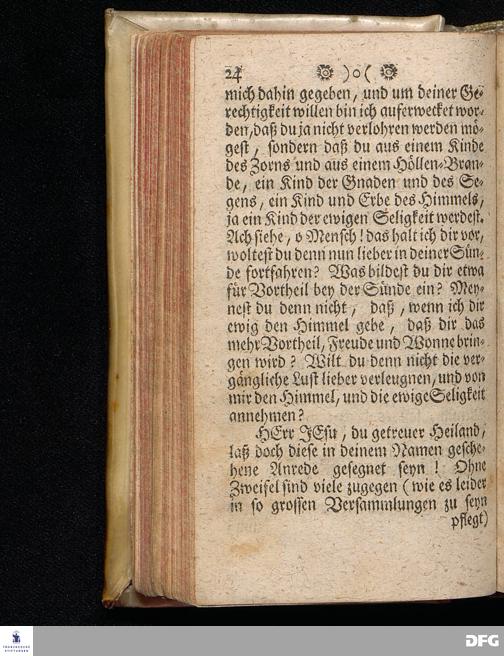 24 ❁ )o( ❁
mich dahin gegeben, und um deiner Ge-
rechtigkeit willen bin ich auferwecket wor-
den, daß du ja nicht verlohren werden mö-
gest, sondern daß du aus einem Kinde
des Zorns und aus einem Höllen-Bran-
de, ein Kind der Gnaden und des Se-
gens, ein Kind und Erbe des Himmels,
ja ein Kind der ewigen Seligkeit werdest.
Ach siehe, o Mensch! das halt ich dir vor,
woltest du denn nun lieber in deiner Sün-
de fortfahren? Was bildest du dir etwa
für Vortheil bey der Sünde ein? Mey-
nest du denn nicht, daß, wenn ich dir
ewig den Himmel gebe, daß dir das
mehr Vortheil, Freude und Wonne brin-
gen wird? Wilt du denn nicht die ver-
gängliche Lust lieber verleugnen, und von
mir den Himmel, und die ewige Seligkeit
annehmen?
HErr JEsu, du getreuer Heiland,
laß doch diese in deinem Namen gesche-
hene Anrede gesegnet seyn! Ohne
Zweifel sind viele zugegen (wie es leider
in so grossen Versammlungen zu seyn
pflegt)
FRANCKESCHE
STIFTUNGEN
DFG